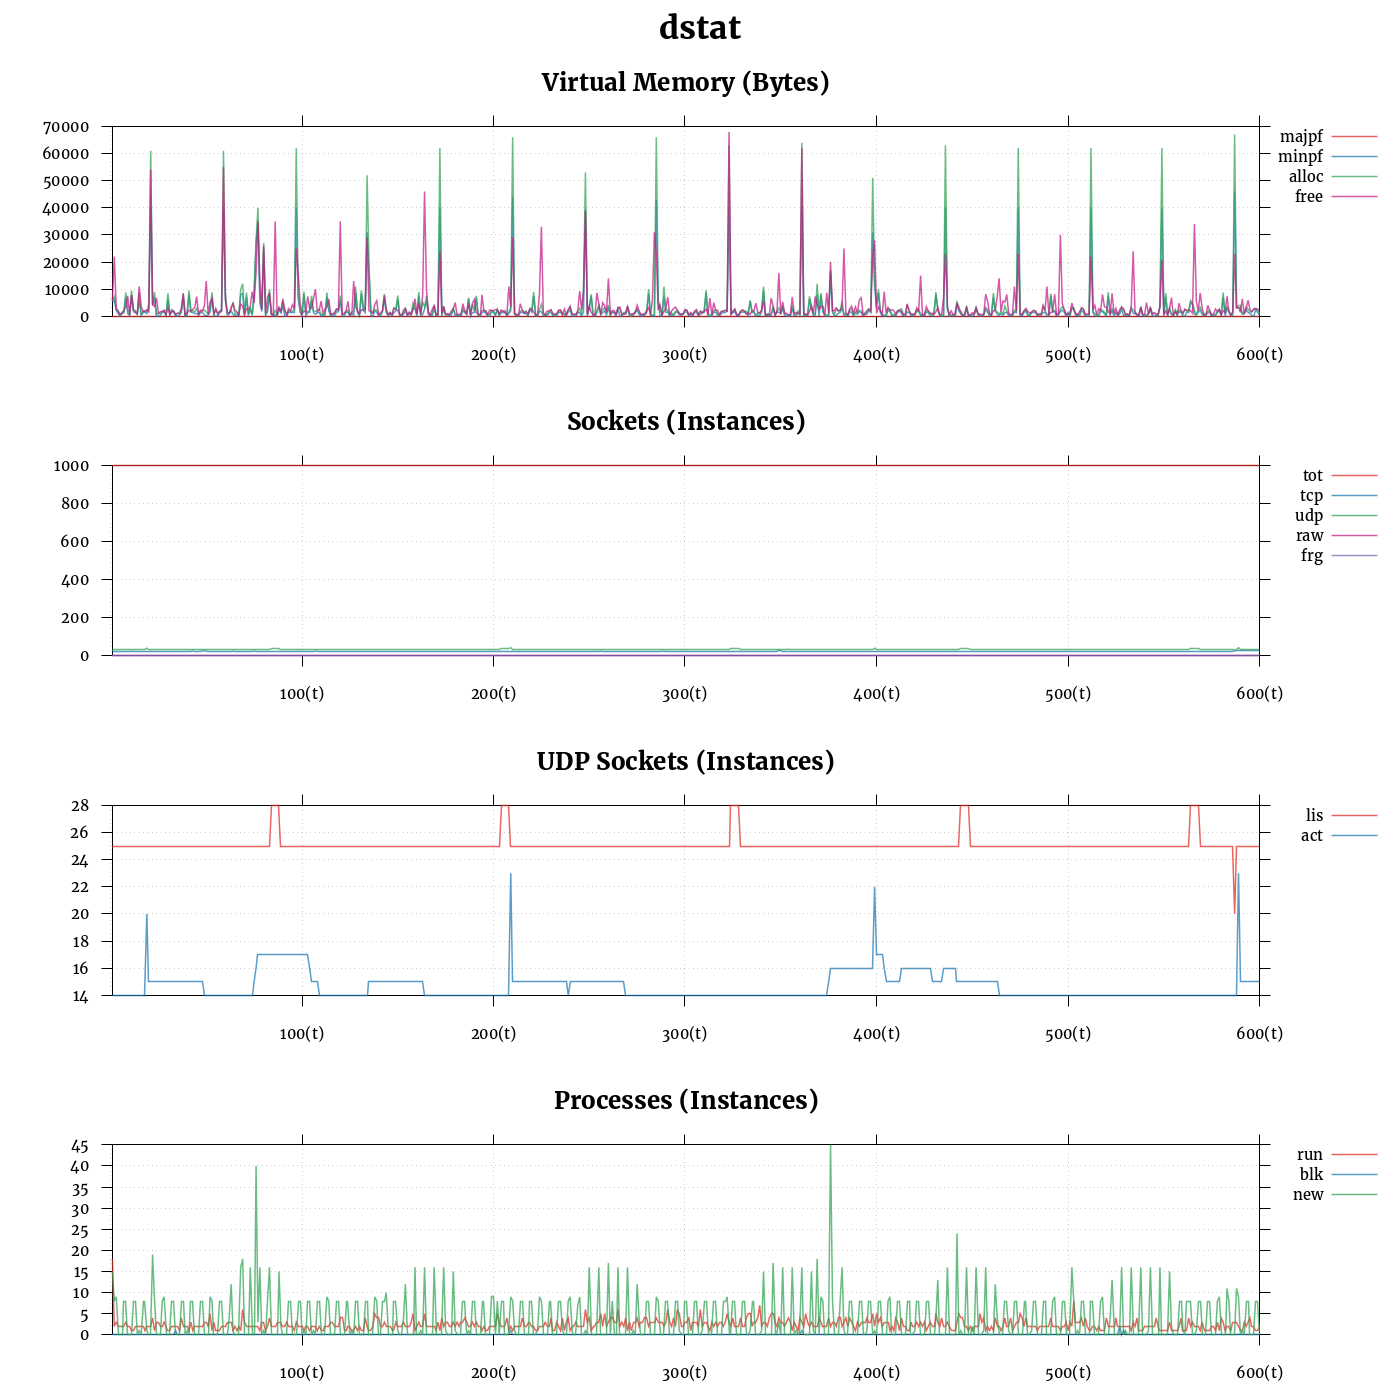 dstat
Virtual Memory (Bytes)
70000
60000
50000
40000
30000
20000
10000
0
100(t) 200(t) 300(t) 400(t) 500(t) 600(t)
majpf
minpf
alloc
free
Sockets (Instances)
1000
800
600
400
200
0
100(t) 200(t) 300(t) 400(t) 500(t) 600(t)
tot
tcp
udp
raw
frg
UDP Sockets (Instances)
28
26
24
22
20
18
16
14
100(t) 200(t) 300(t) 400(t) 500(t) 600(t)
lis
act
Processes (Instances)
45
40
35
30
25
20
15
10
5
0
100(t) 200(t) 300(t) 400(t) 500(t) 600(t)
run
blk
new